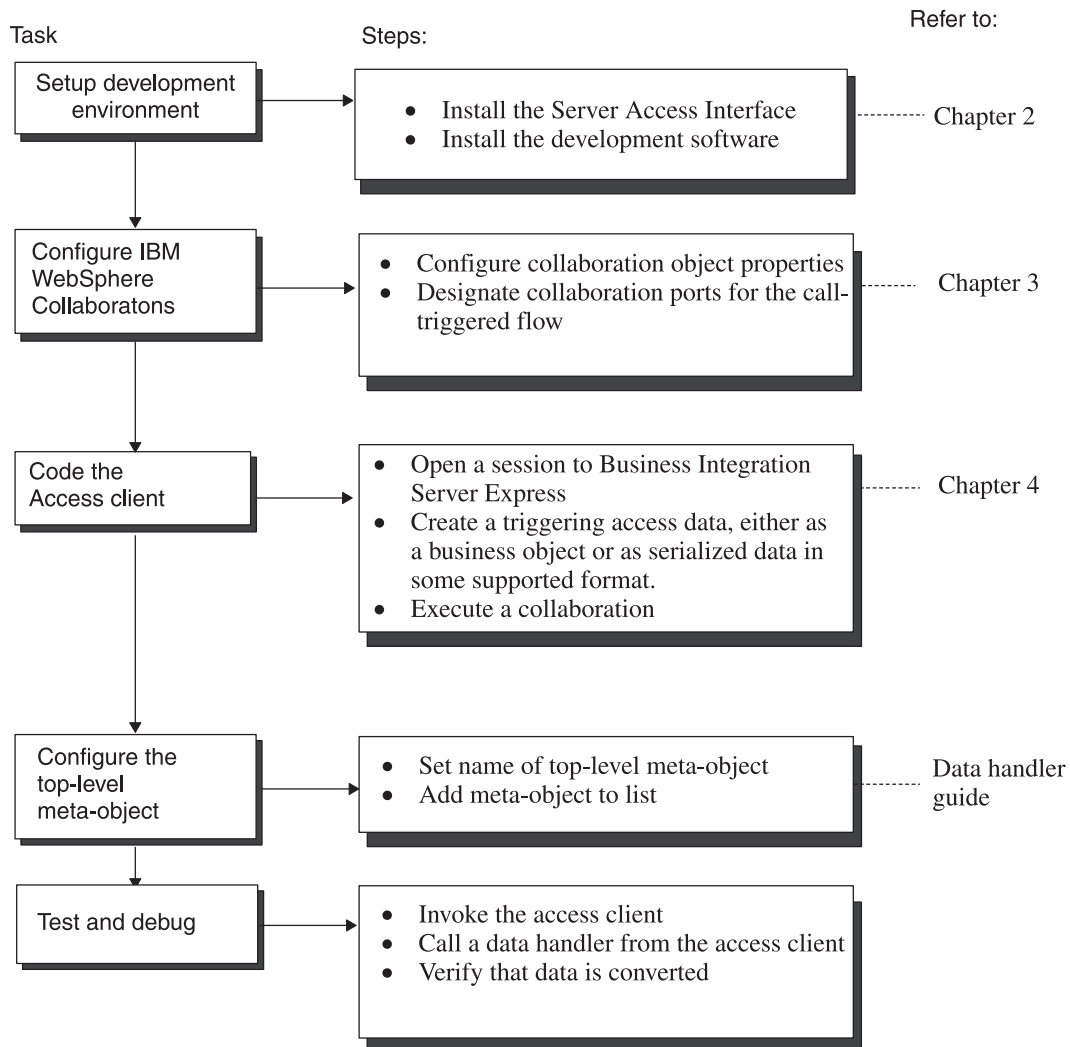 Task
Steps:
Refer to:
Setup development
environment
• Install the Server Access Interface
• Install the development software
Chapter 2
Configure IBM
WebSphere
Collaboratons
• Configure collaboration object properties
• Designate collaboration ports for the call-
triggered flow
Chapter 3
Code the
Access client
• Open a session to Business Integration
Server Express
• Create a triggering access data, either as
a business object or as serialized data in
some supported format.
• Execute a collaboration
Chapter 4
Configure the
top-level
meta-object
• Set name of top-level meta-object
• Add meta-object to list
Data handler
guide
Test and debug
• Invoke the access client
• Call a data handler from the access client
• Verify that data is converted